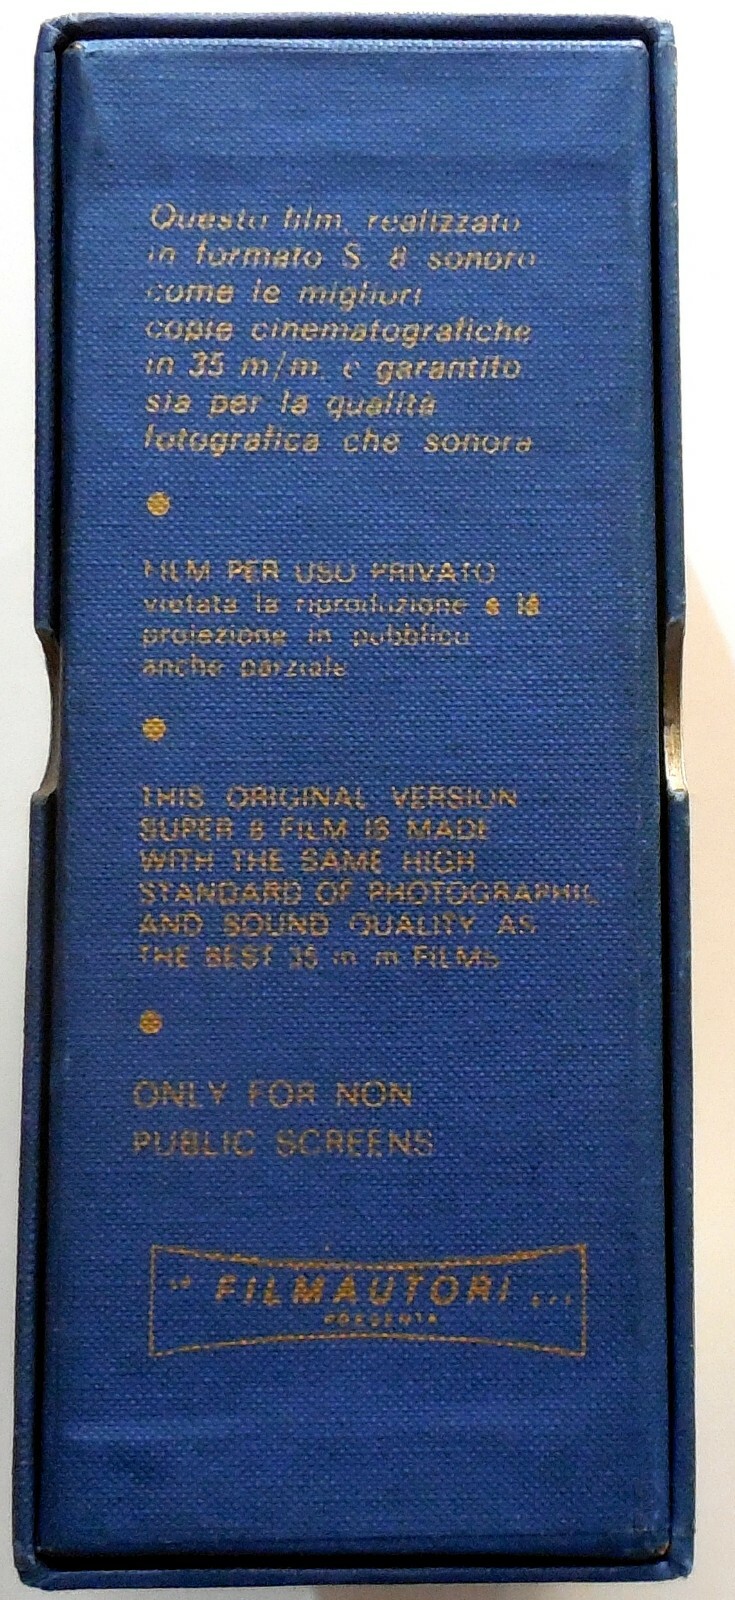 Questo film, realizzato
in formato S. 8 sonoro
come le migliori
copie cinematografiche
in 35 m/m. è garantito
sia per la qualità
fotografica che sonora
FILM PER USO PRIVATO
vietata la riproduzione e la
proiezione in pubblico
anche parziale
THIS ORIGINAL VERSION
SUPER 8 FILM IS MADE
WITH THE SAME HIGH
STANDARD OF PHOTOGRAPHIC
AND SOUND QUALITY AS
THE BEST 35 m m FILMS
ONLY FOR NON
PUBLIC SCREENS
LA FILMAUTORI s.r.l.
PRESENTA